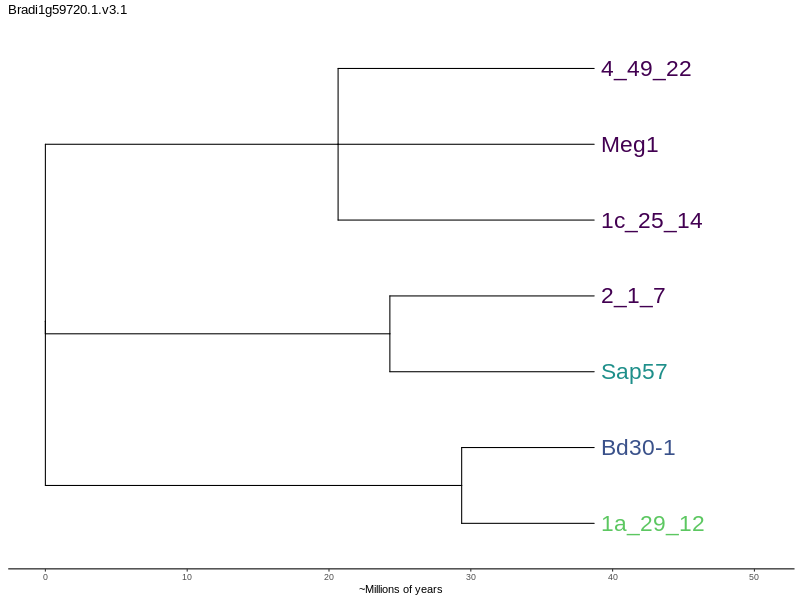 Bradi1g59720.1.v3.1
4_49_22
Meg1
1c_25_14
2_1_7
Sap57
Bd30-1
1a_29_12
0 10 20 30 40 50
~Millions of years